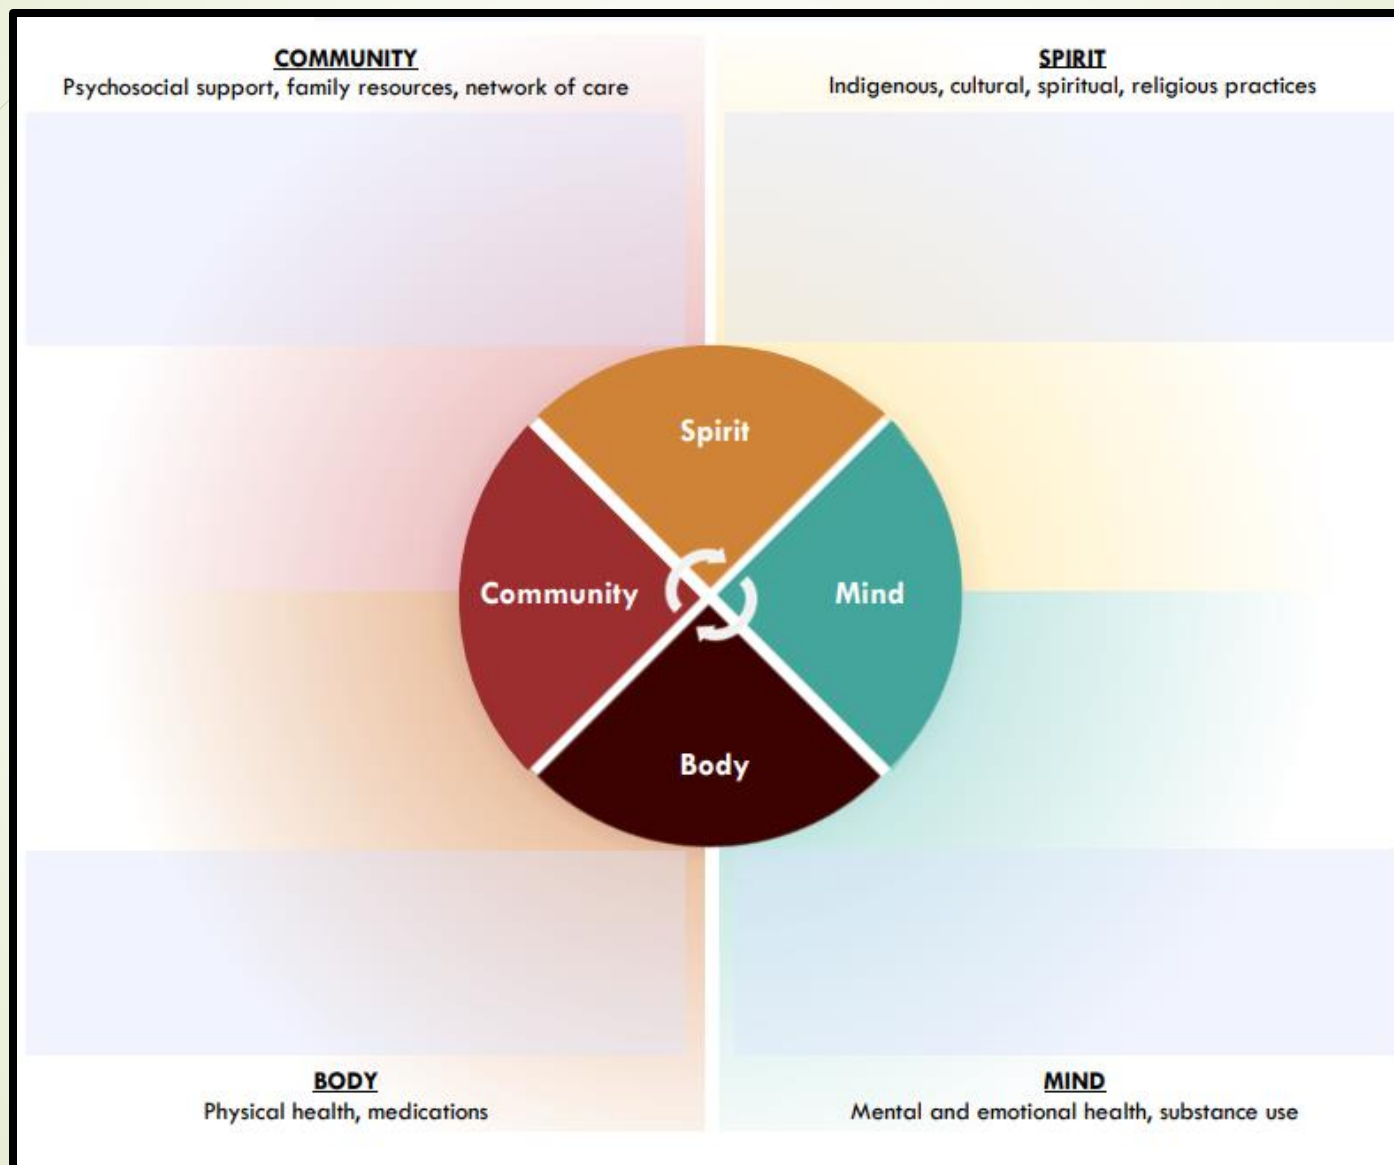 COMMUNITY
Psychosocial support, family resources, network of care
SPIRIT
Indigenous, cultural, spiritual, religious practices
Spirit
Community
Mind
Body
BODY
Physical health, medications
MIND
Mental and emotional health, substance use